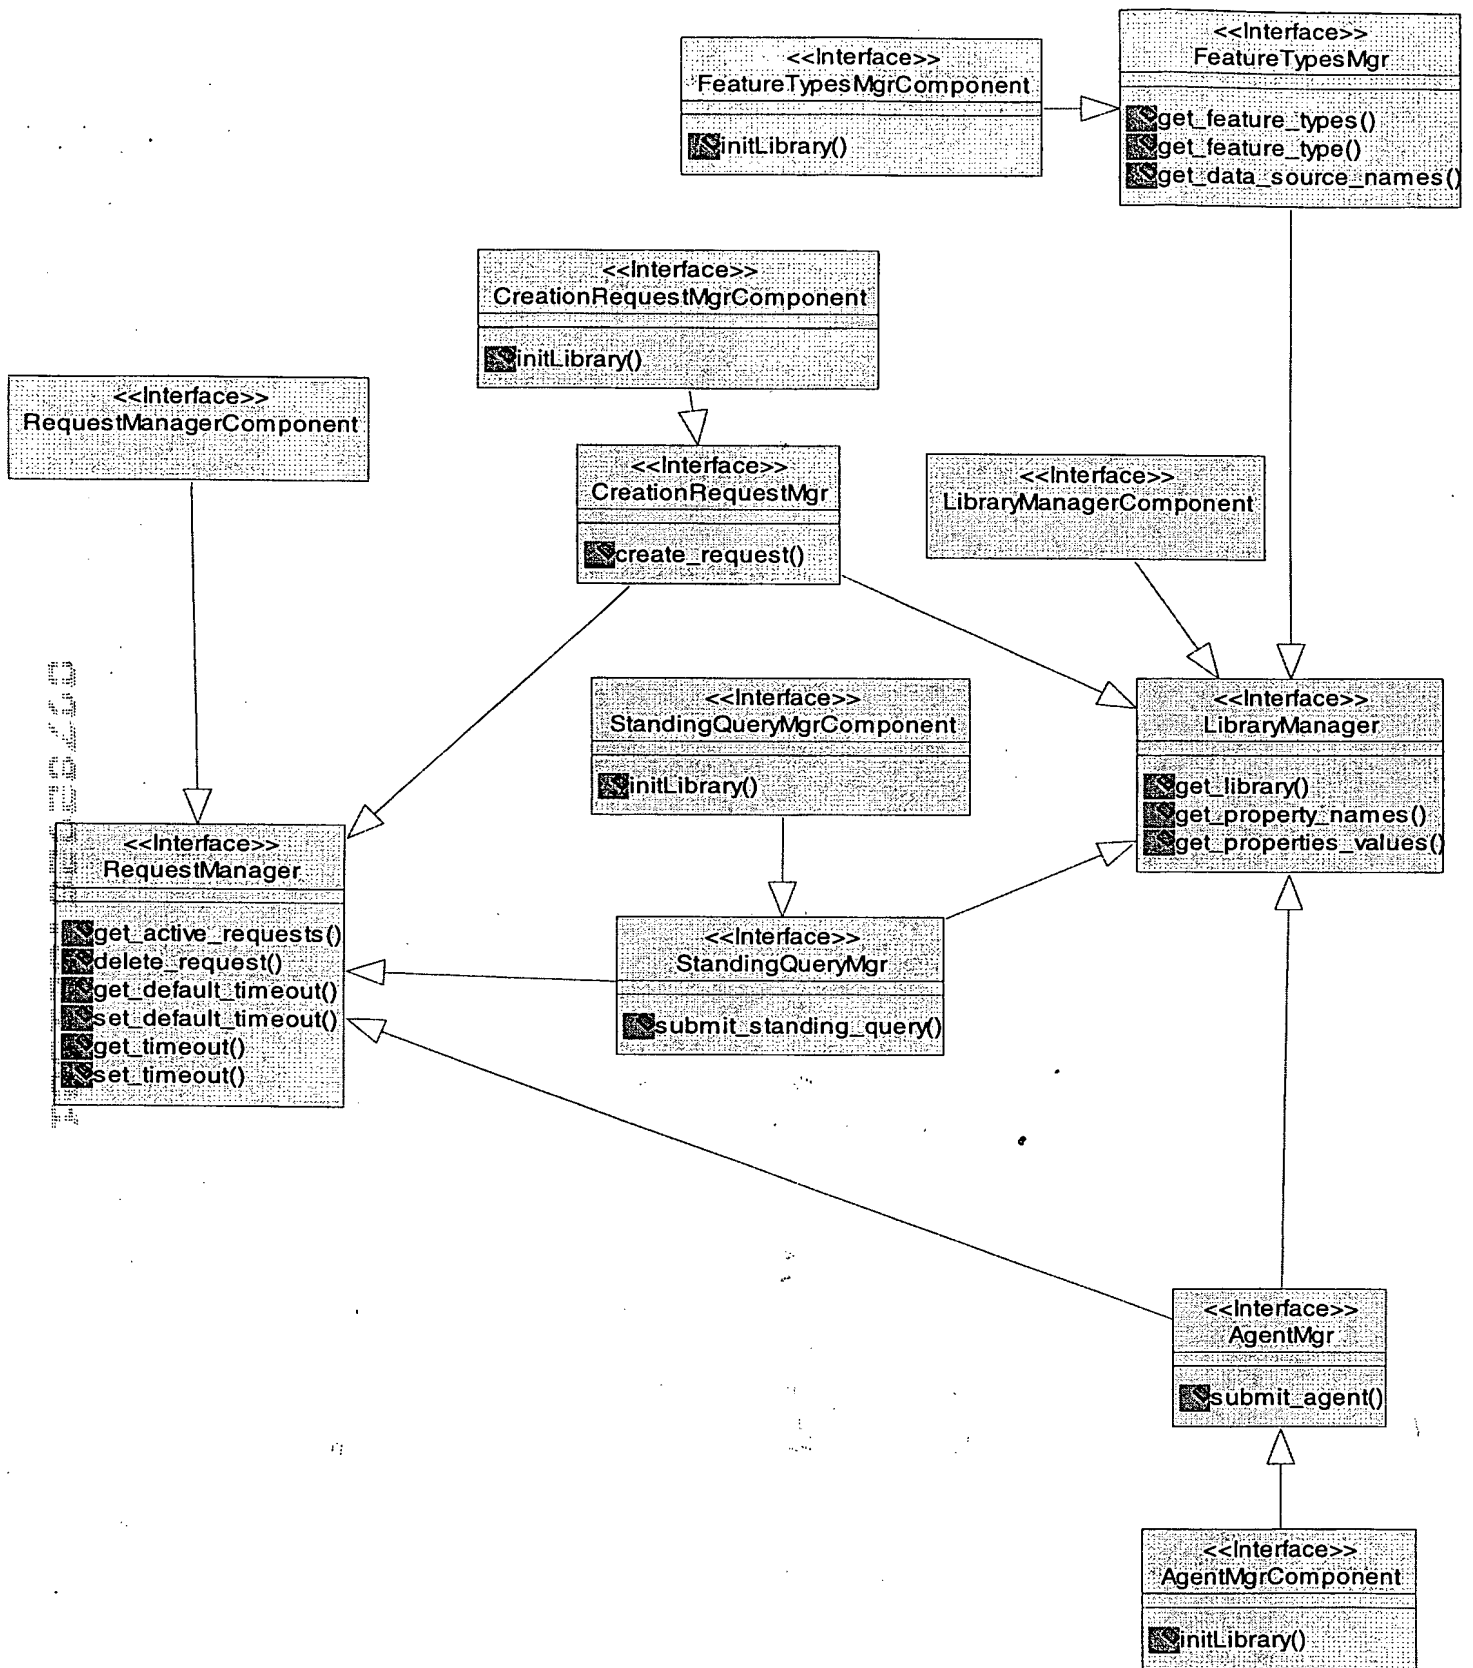 <<Interface>>
FeatureTypesMgrComponent
initLibrary()
<<Interface>>
FeatureTypesMgr
get_feature_types()
get_feature_type()
get_data_source_names()
<<Interface>>
CreationRequestMgrComponent
initLibrary()
<<Interface>>
RequestManagerComponent
<<Interface>>
CreationRequestMgr
create_request()
<<Interface>>
LibraryManagerComponent
<<Interface>>
StandingQueryMgrComponent
initLibrary()
<<Interface>>
LibraryManager
get_library()
get_property_names()
get_properties_values()
<<Interface>>
RequestManager
get_active_requests()
delete_request()
get_default_timeout()
set_default_timeout()
get_timeout()
set_timeout()
<<Interface>>
StandingQueryMgr
submit_standing_query()
<<Interface>>
AgentMgr
submit_agent()
<<Interface>>
AgentMgrComponent
initLibrary()